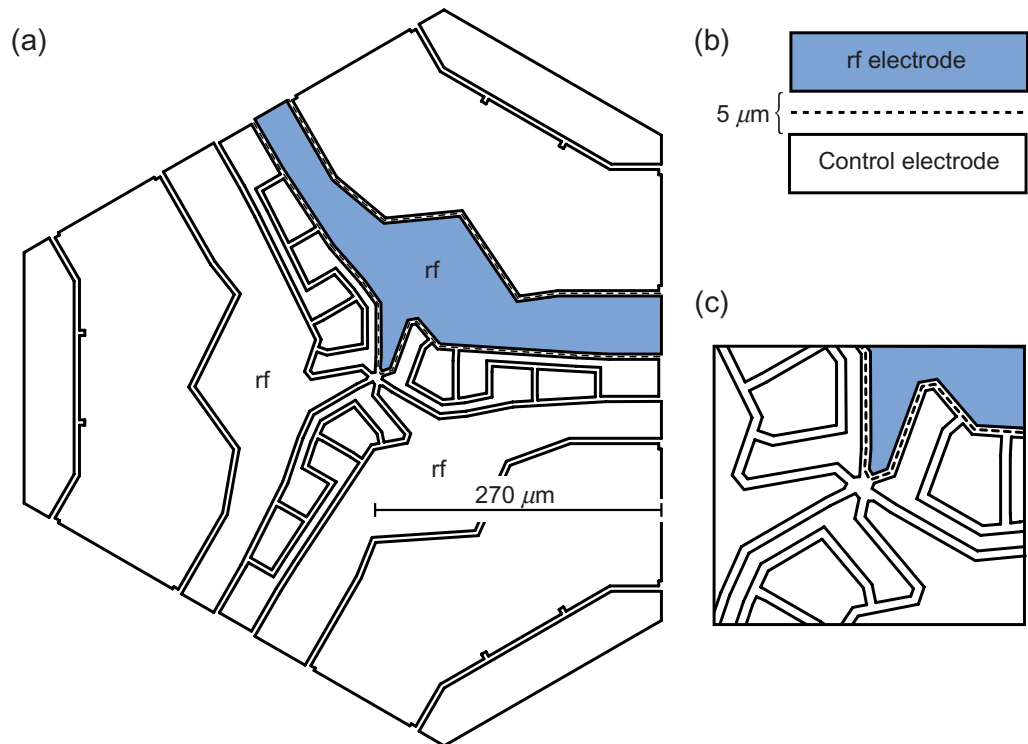 (a)
rf
rf
rf
270 μm
(b)
rf electrode
5 μm
Control electrode
(c)